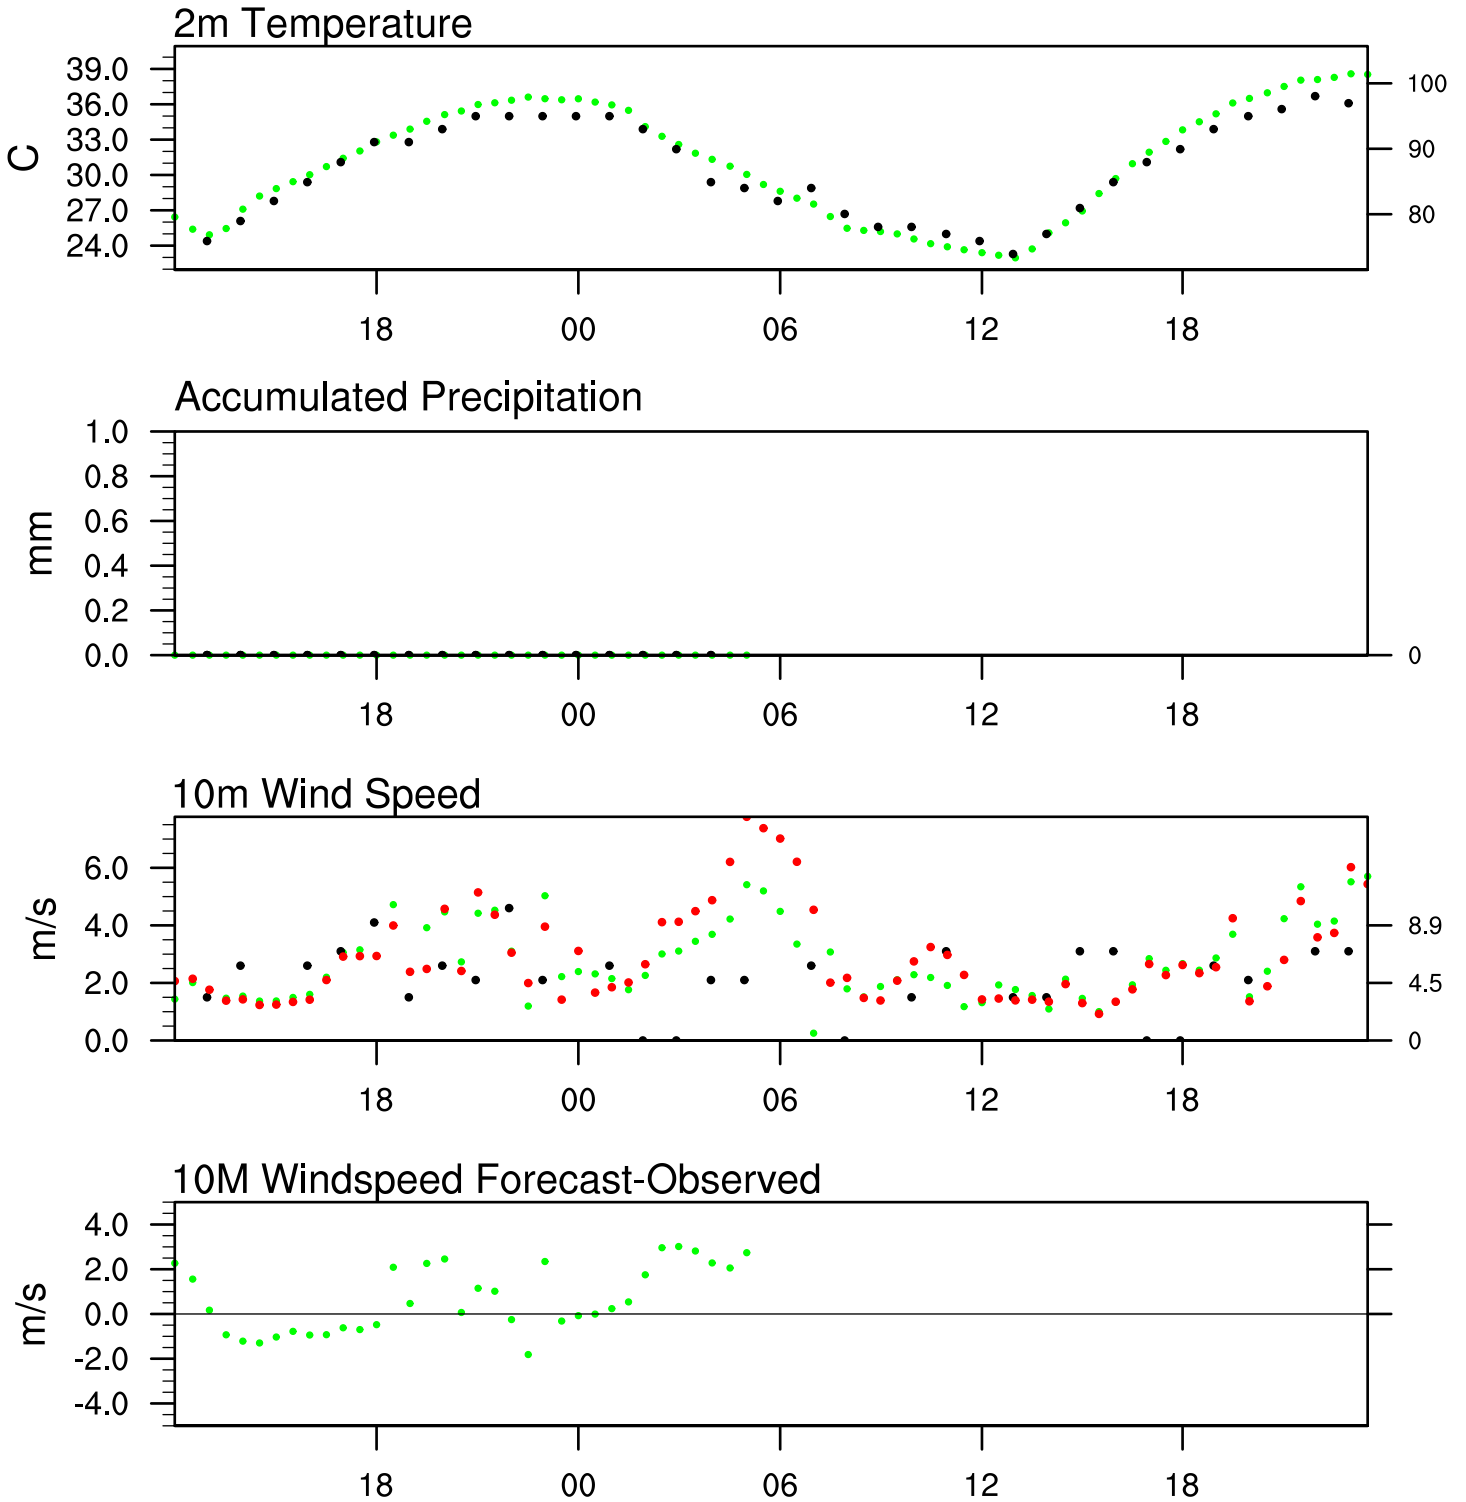 2m Temperature
39.0
36.0
33.0
30.0
27.0
24.0
C
100
90
80
18 00 06 12 18
Accumulated Precipitation
1.0
0.8
0.6
0.4
0.2
0.0
mm
0
18 00 06 12 18
10m Wind Speed
6.0
4.0
2.0
0.0
m/s
8.9
4.5
0
18 00 06 12 18
10M Windspeed Forecast-Observed
4.0
2.0
0.0
-2.0
-4.0
m/s
18 00 06 12 18